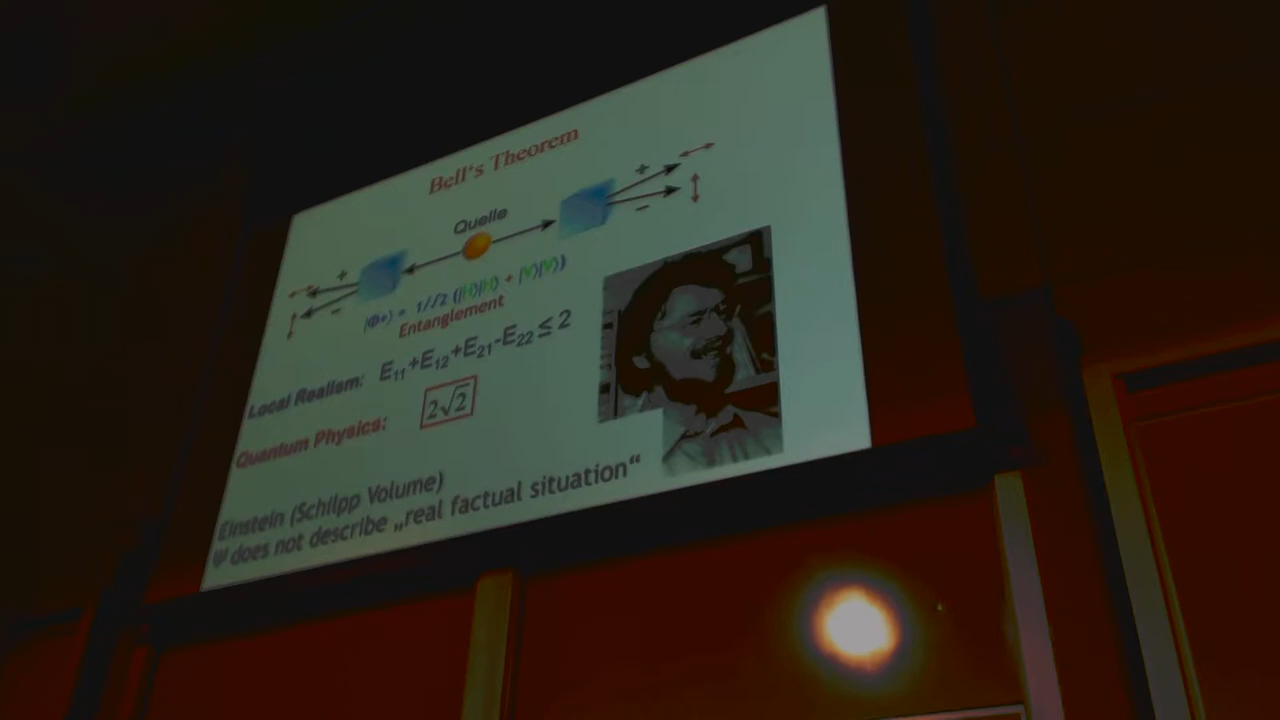 Bell's Theorem
Quelle
+
−
+
−
|Φ+⟩ = 1/√2 (|H⟩|H⟩ + |V⟩|V⟩)
Entanglement
Local Realism: E₁₁+E₁₂+E₂₁-E₂₂ ≤ 2
Quantum Physics: 2√2
Einstein (Schilpp Volume)
Ψ does not describe „real factual situation“